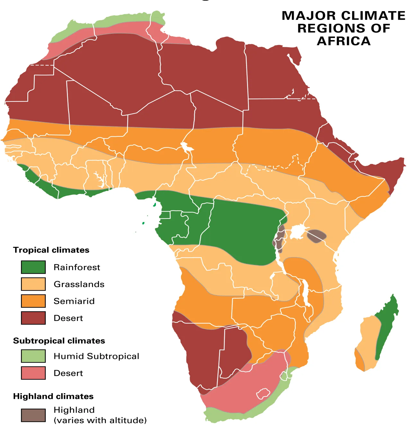 MAJOR CLIMATE
REGIONS OF
AFRICA
Tropical climates
Rainforest
Grasslands
Semiarid
Desert
Subtropical climates
Humid Subtropical
Desert
Highland climates
Highland
(varies with altitude)